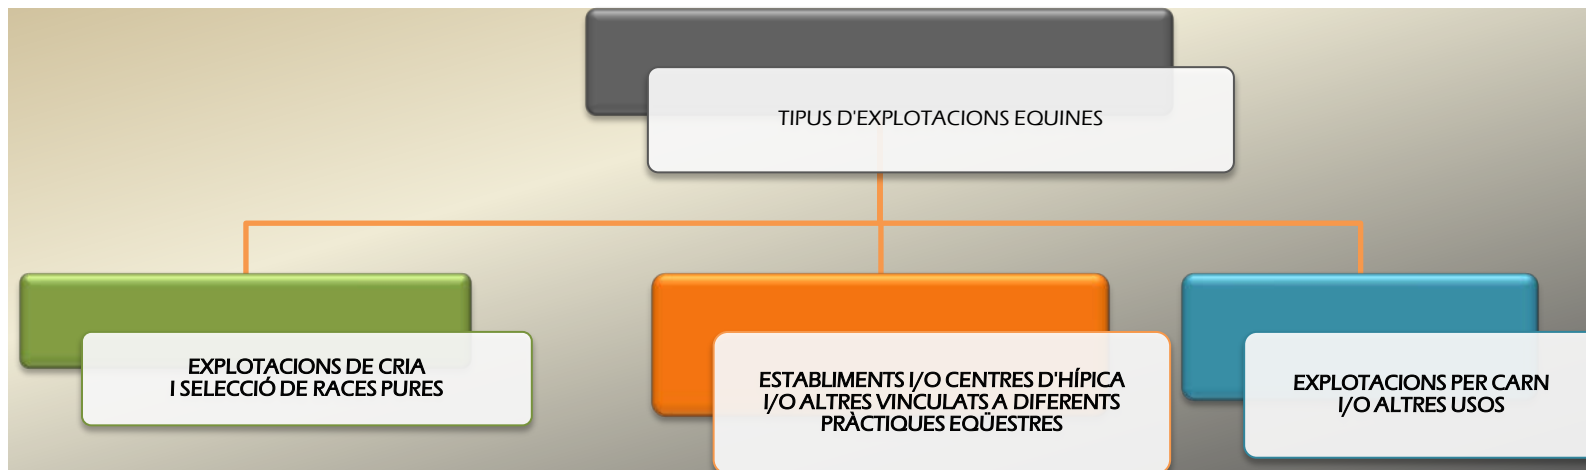 TIPUS D'EXPLOTACIONS EQUINES
EXPLOTACIONS DE CRIA
I SELECCIÓ DE RACES PURES
ESTABLIMENTS I/O CENTRES D'HÍPICA
I/O ALTRES VINCULATS A DIFERENTS
PRÀCTIQUES EQÜESTRES
EXPLOTACIONS PER CARN
I/O ALTRES USOS